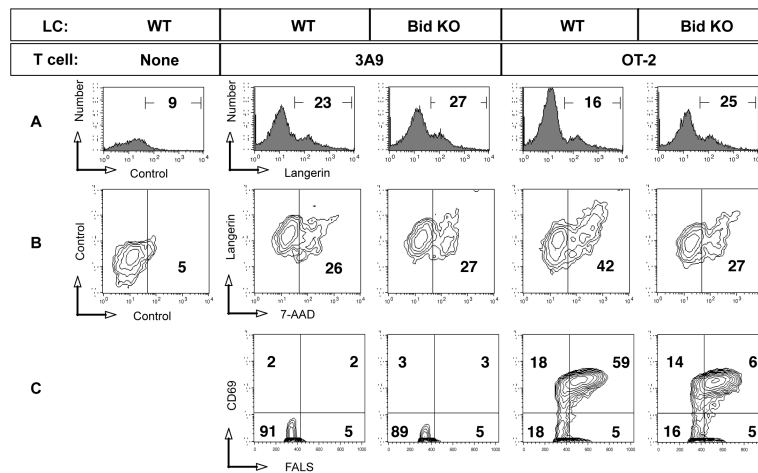 LC: WT WT Bid KO WT Bid KO
T cell: None 3A9 OT-2
A
Number
9
Control
Number
23
Langerin
27
16
25
B
Control
5
Control
Langerin
26
7-AAD
27
42
27
C
CD69
2 2
91 5
FALS
3 3
89 5
18 59
18 5
14 6
16 5